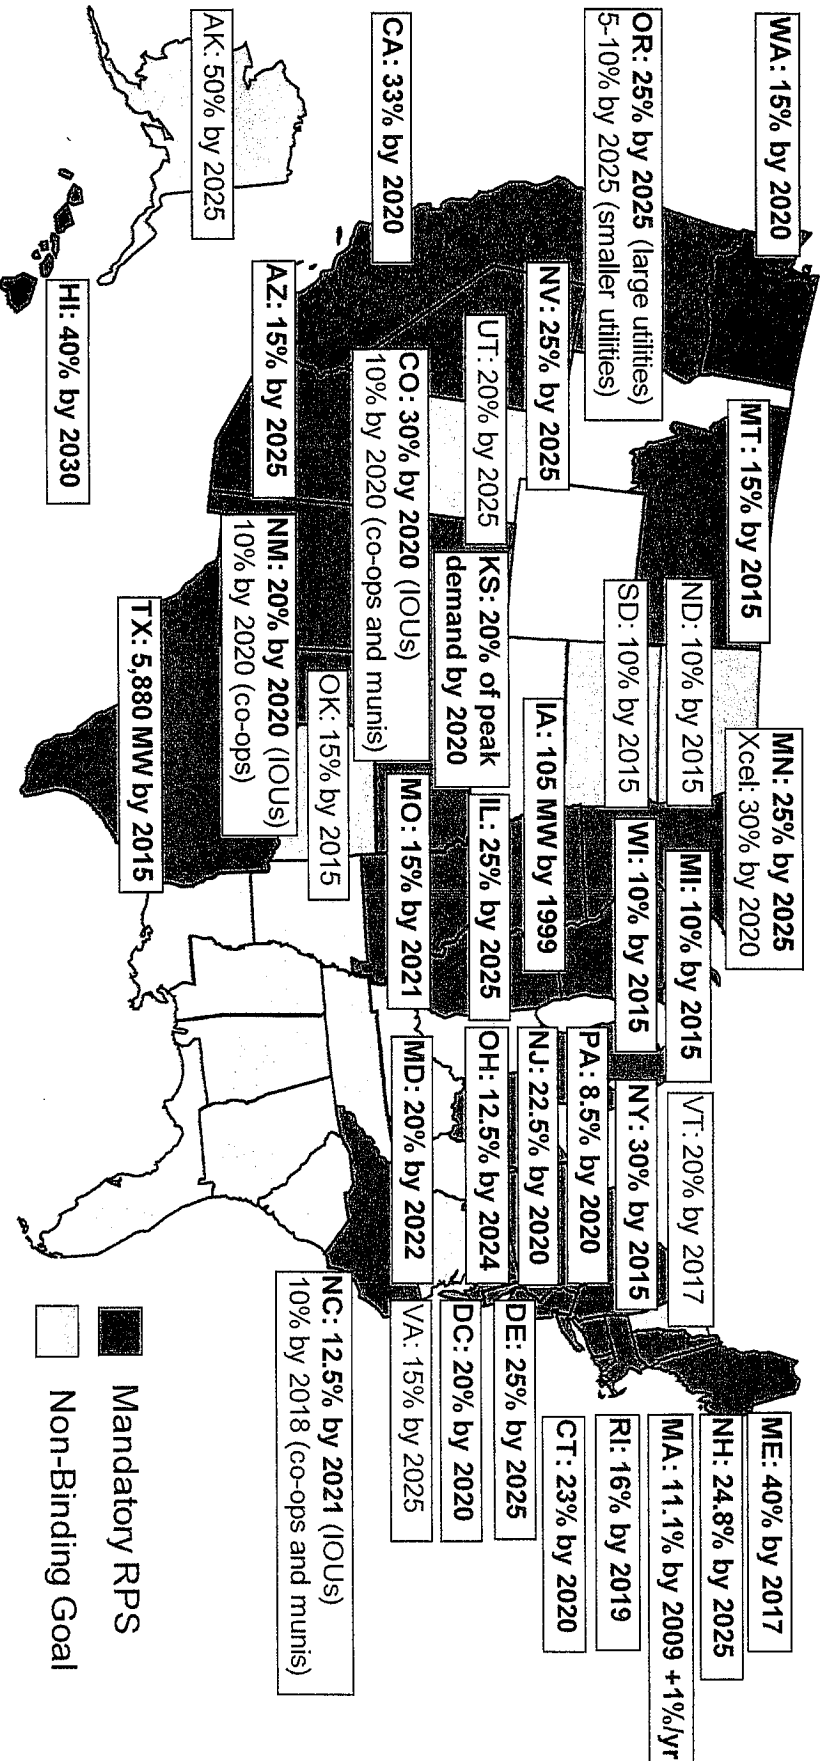 WA: 15% by 2020
OR: 25% by 2025 (large utilities)
5-10% by 2025 (smaller utilities)
CA: 33% by 2020
AK: 50% by 2025
HI: 40% by 2030
MT: 15% by 2015
NV: 25% by 2025
UT: 20% by 2025
AZ: 15% by 2025
CO: 30% by 2020 (IOUs)
10% by 2020 (co-ops and munis)
NM: 20% by 2020 (IOUs)
10% by 2020 (co-ops)
TX: 5,880 MW by 2015
ND: 10% by 2015
SD: 10% by 2015
KS: 20% of peak
demand by 2020
OK: 15% by 2015
MN: 25% by 2025
Xcel: 30% by 2020
IA: 105 MW by 1999
MO: 15% by 2021
IL: 25% by 2025
WI: 10% by 2015
MI: 10% by 2015
VT: 20% by 2017
NY: 30% by 2015
PA: 8.5% by 2020
NJ: 22.5% by 2020
OH: 12.5% by 2024
MD: 20% by 2022
ME: 40% by 2017
NH: 24.8% by 2025
MA: 11.1% by 2009 +1%/yr
RI: 16% by 2019
CT: 23% by 2020
DE: 25% by 2025
DC: 20% by 2020
VA: 15% by 2025
NC: 12.5% by 2021 (IOUs)
10% by 2018 (co-ops and munis)
Mandatory RPS
Non-Binding Goal